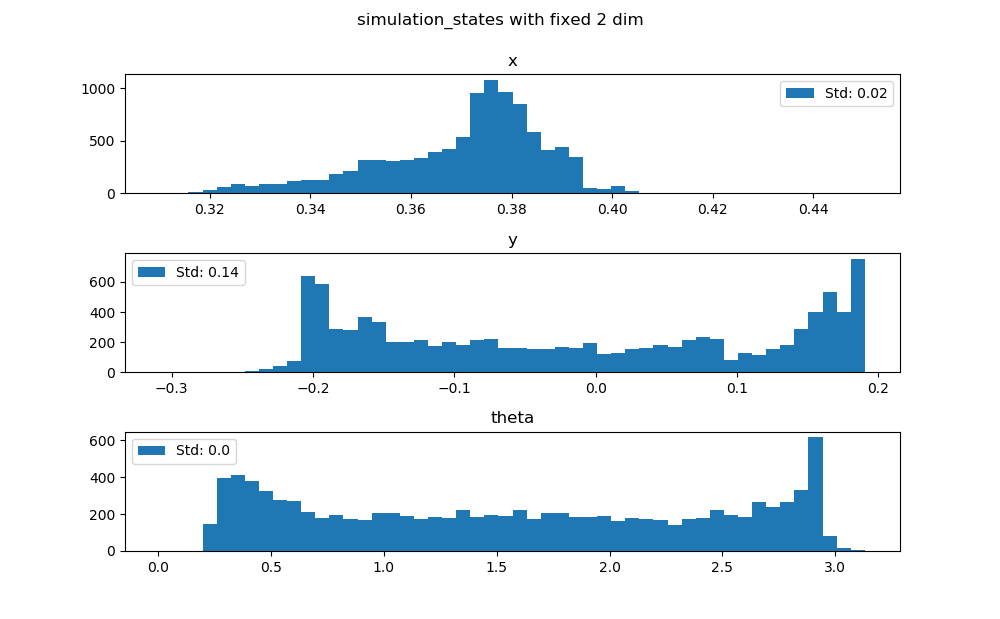 simulation_states with fixed 2 dim
x
1000
500
0
Std: 0.02
0.32 0.34 0.36 0.38 0.40 0.42 0.44
y
600
400
200
0
Std: 0.14
−0.3 −0.2 −0.1 0.0 0.1 0.2
theta
600
400
200
0
Std: 0.0
0.0 0.5 1.0 1.5 2.0 2.5 3.0